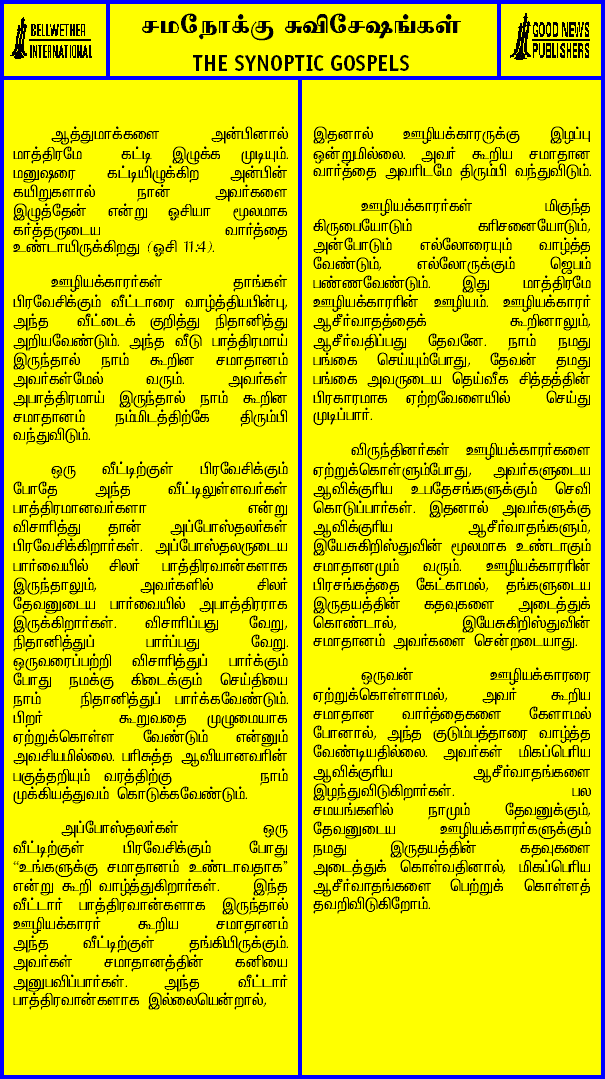 BELLWETHER
INTERNATIONAL
சமநோக்கு சுவிசேஷங்கள்
THE SYNOPTIC GOSPELS
GOOD NEWS
PUBLISHERS
ஆத்துமாக்களை அன்பினால்
மாத்திரமே கட்டி இழுக்க முடியும்.
மனுஷரை கட்டியிழுக்கிற அன்பின்
கயிறுகளால் நான் அவர்களை
இழுத்தேன் என்று ஓசியா மூலமாக
கர்த்தருடைய வார்த்தை
உண்டாயிருக்கிறது (ஓசி 11:4).
ஊழியக்காரர்கள் தாங்கள்
பிரவேசிக்கும் வீட்டாரை வாழ்த்தியபின்பு,
அந்த வீட்டைக் குறித்து நிதானித்து
அறியவேண்டும். அந்த வீடு பாத்திரமாய்
இருந்தால் நாம் கூறின சமாதானம்
அவர்கள்மேல் வரும். அவர்கள்
அபாத்திரமாய் இருந்தால் நாம் கூறின
சமாதானம் நம்மிடத்திற்கே திரும்பி
வந்துவிடும்.
ஒரு வீட்டிற்குள் பிரவேசிக்கும்
போதே அந்த வீட்டிலுள்ளவர்கள்
பாத்திரமானவர்களா என்று
விசாரித்து தான் அப்போஸ்தலர்கள்
பிரவேசிக்கிறார்கள். அப்போஸ்தலருடைய
பார்வையில் சிலர் பாத்திரவான்களாக
இருந்தாலும், அவர்களில் சிலர்
தேவனுடைய பார்வையில் அபாத்திரராக
இருக்கிறார்கள். விசாரிப்பது வேறு,
நிதானித்துப் பார்ப்பது வேறு.
ஒருவரைப்பற்றி விசாரித்துப் பார்க்கும்
போது நமக்கு கிடைக்கும் செய்தியை
நாம் நிதானித்துப் பார்க்கவேண்டும்.
பிறர் கூறுவதை முழுமையாக
ஏற்றுக்கொள்ள வேண்டும் என்னும்
அவசியமில்லை. பரிசுத்த ஆவியானவரின்
பகுத்தறியும் வரத்திற்கு நாம்
முக்கியத்துவம் கொடுக்கவேண்டும்.
அப்போஸ்தலர்கள் ஒரு
வீட்டிற்குள் பிரவேசிக்கும் போது
“உங்களுக்கு சமாதானம் உண்டாவதாக”
என்று கூறி வாழ்த்துகிறார்கள். இந்த
வீட்டார் பாத்திரவான்களாக இருந்தால்
ஊழியக்காரர் கூறிய சமாதானம்
அந்த வீட்டிற்குள் தங்கியிருக்கும்.
அவர்கள் சமாதானத்தின் கனியை
அனுபவிப்பார்கள். அந்த வீட்டார்
பாத்திரவான்களாக இல்லையென்றால்,
இதனால் ஊழியக்காரருக்கு இழப்பு
ஒன்றுமில்லை. அவர் கூறிய சமாதான
வார்த்தை அவரிடமே திரும்பி வந்துவிடும்.
ஊழியக்காரர்கள் மிகுந்த
கிருபையோடும் கரிசனையோடும்,
அன்போடும் எல்லோரையும் வாழ்த்த
வேண்டும், எல்லோருக்கும் ஜெபம்
பண்ணவேண்டும். இது மாத்திரமே
ஊழியக்காரரின் ஊழியம். ஊழியக்காரர்
ஆசீர்வாதத்தைக் கூறினாலும்,
ஆசீர்வதிப்பது தேவனே. நாம் நமது
பங்கை செய்யும்போது, தேவன் தமது
பங்கை அவருடைய தெய்வீக சித்தத்தின்
பிரகாரமாக ஏற்றவேளையில் செய்து
முடிப்பார்.
விருந்தினர்கள் ஊழியக்காரர்களை
ஏற்றுக்கொள்ளும்போது, அவர்களுடைய
ஆவிக்குரிய உபதேசங்களுக்கும் செவி
கொடுப்பார்கள். இதனால் அவர்களுக்கு
ஆவிக்குரிய ஆசீர்வாதங்களும்,
இயேசுகிறிஸ்துவின் மூலமாக உண்டாகும்
சமாதானமும் வரும். ஊழியக்காரரின்
பிரசங்கத்தை கேட்காமல், தங்களுடைய
இருதயத்தின் கதவுகளை அடைத்துக்
கொண்டால், இயேசுகிறிஸ்துவின்
சமாதானம் அவர்களை சென்றடையாது.
ஒருவன் ஊழியக்காரரை
ஏற்றுக்கொள்ளாமல், அவர் கூறிய
சமாதான வார்த்தைகளை கேளாமல்
போனால், அந்த குடும்பத்தாரை வாழ்த்த
வேண்டியதில்லை. அவர்கள் மிகப்பெரிய
ஆவிக்குரிய ஆசீர்வாதங்களை
இழந்துவிடுகிறார்கள். பல
சமயங்களில் நாமும் தேவனுக்கும்,
தேவனுடைய ஊழியக்காரர்களுக்கும்
நமது இருதயத்தின் கதவுகளை
அடைத்துக் கொள்வதினால், மிகப்பெரிய
ஆசீர்வாதங்களை பெற்றுக் கொள்ளத்
தவறிவிடுகிறோம்.